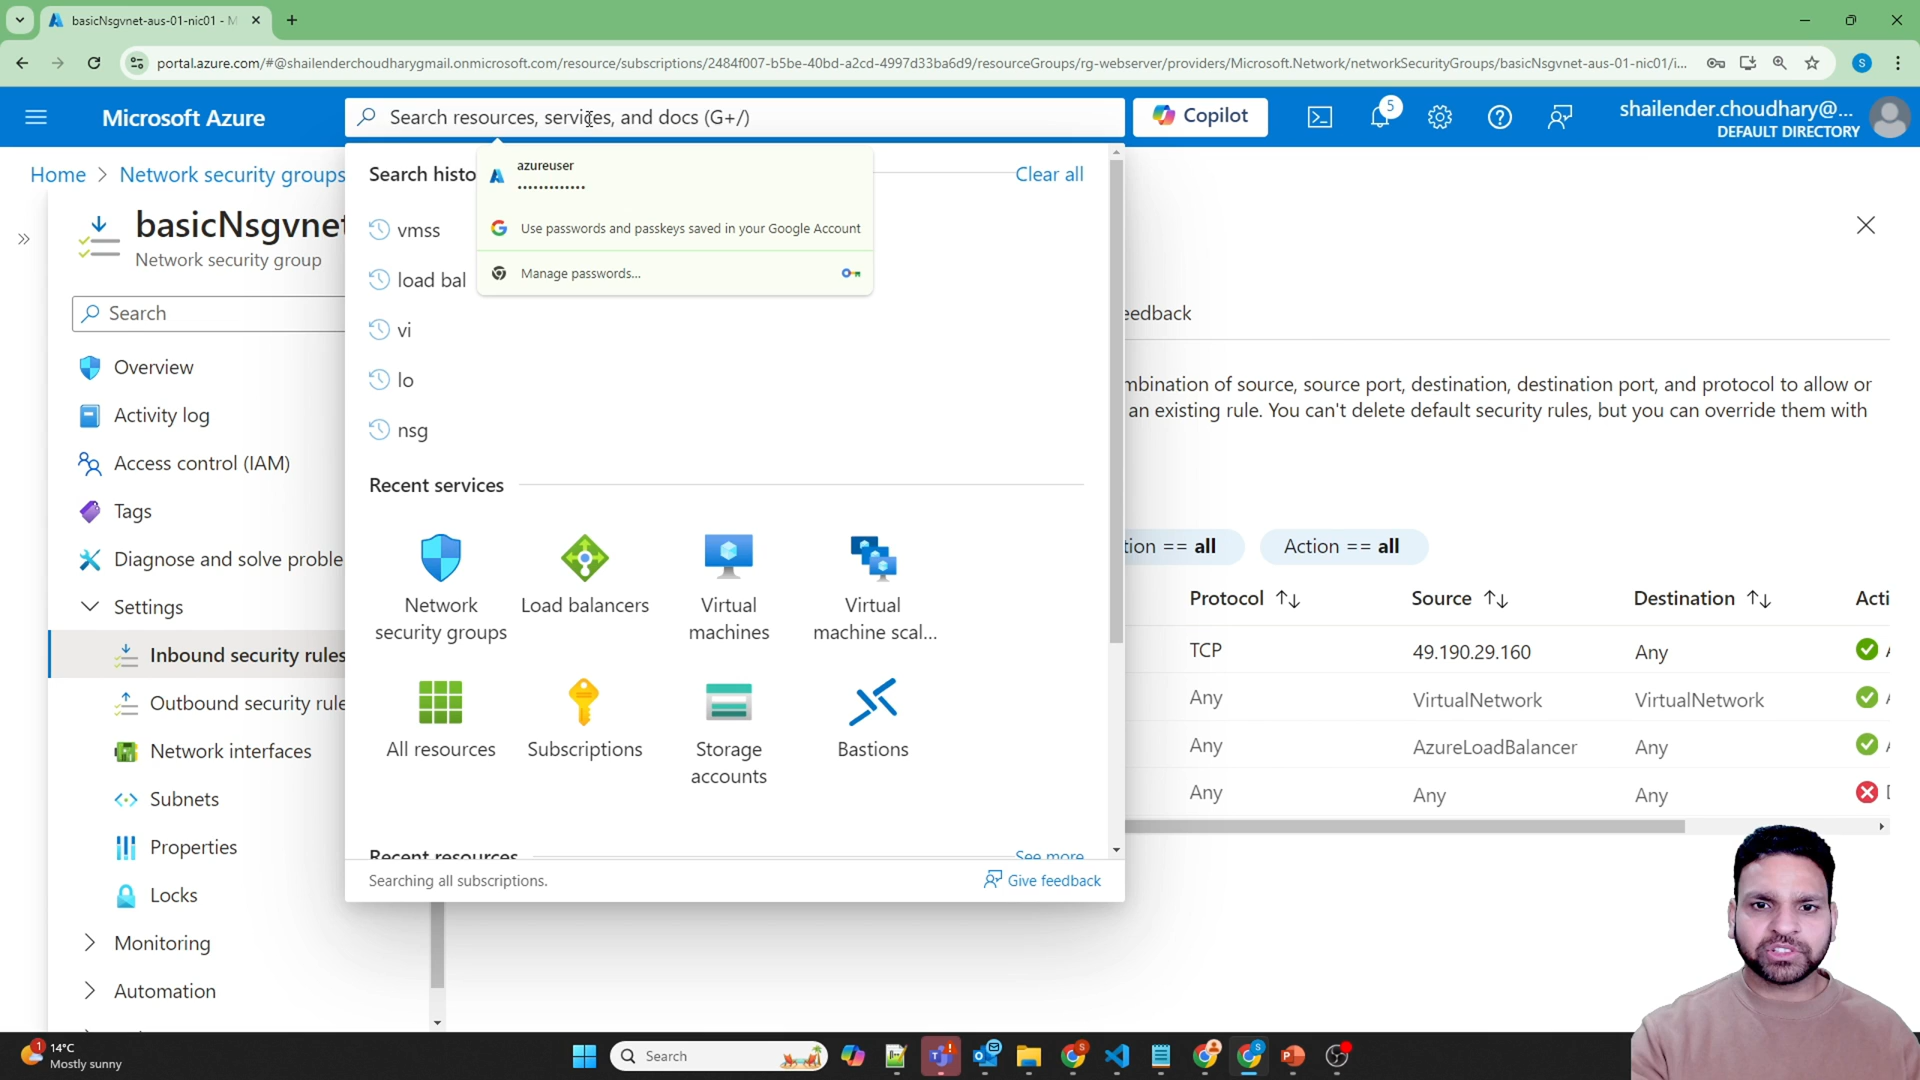 basicNsgvnet-aus-01-nic01 - M
portal.azure.com/#@shailenderchoudharygmail.onmicrosoft.com/resource/subscriptions/2484f007-b5be-40bd-a2cd-4997d33ba6d9/resourceGroups/rg-webserver/providers/Microsoft.Network/networkSecurityGroups/basicNsgvnet-aus-01-nic01/i...
S
Microsoft Azure
Search resources, services, and docs (G+/)
Copilot
5
shailender.choudhary@...
DEFAULT DIRECTORY
Home > Network security groups
basicNsgvnet
Network security group
Search
Overview
Activity log
Access control (IAM)
Tags
Diagnose and solve proble
Settings
Inbound security rules
Outbound security rule
Network interfaces
Subnets
Properties
Locks
Monitoring
Automation
Search histo
Clear all
azureuser
•••••••••••••
Use passwords and passkeys saved in your Google Account
Manage passwords...
vmss
load bal
vi
lo
nsg
Recent services
Network security groups
Load balancers
Virtual machines
Virtual machine scal...
All resources
Subscriptions
Storage accounts
Bastions
Recent resources
See more
Searching all subscriptions.
Give feedback
eedback
mbination of source, source port, destination, destination port, and protocol to allow or
an existing rule. You can't delete default security rules, but you can override them with
tion == all
Action == all
Protocol
Source
Destination
Acti
TCP
49.190.29.160
Any
Any
VirtualNetwork
VirtualNetwork
Any
AzureLoadBalancer
Any
Any
Any
Any
1
14°C
Mostly sunny
Search